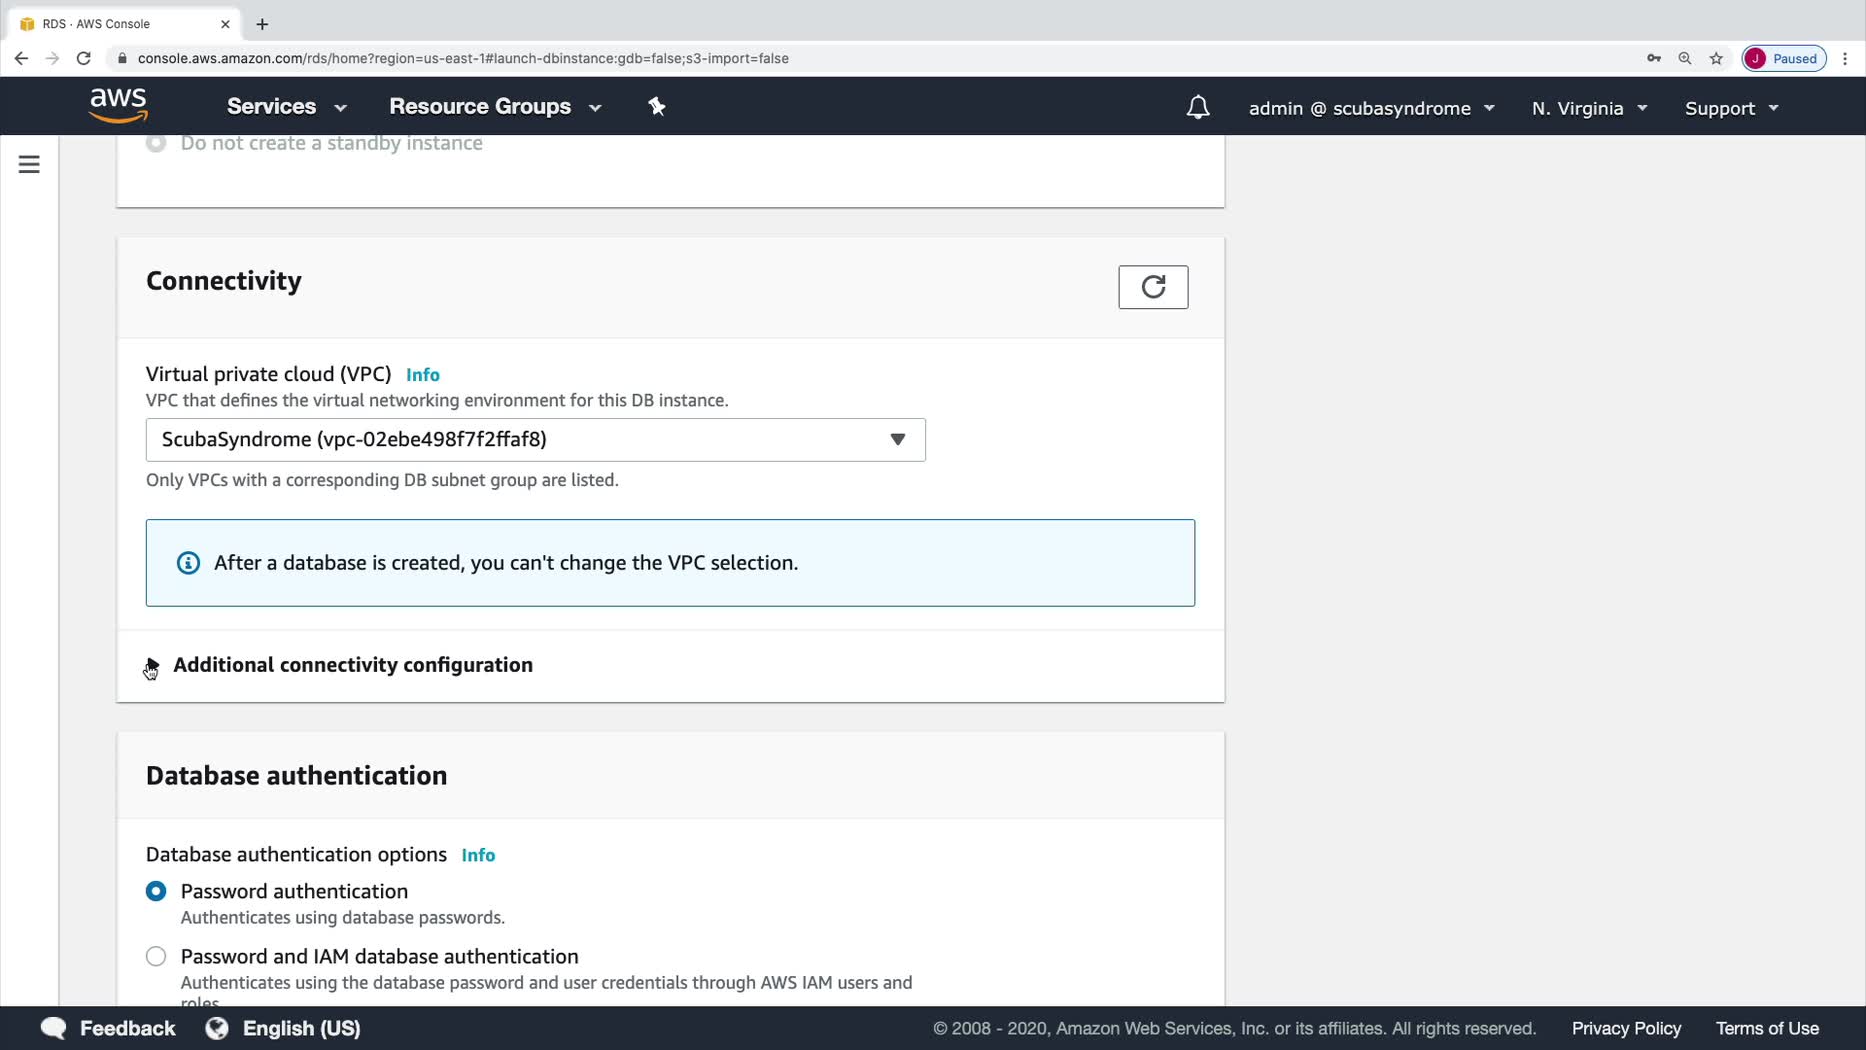 RDS · AWS Console
console.aws.amazon.com/rds/home?region=us-east-1#launch-dbinstance:gdb=false;s3-import=false
J Paused
aws Services Resource Groups admin @ scubasyndrome N. Virginia Support
Do not create a standby instance
Connectivity
Virtual private cloud (VPC) Info
VPC that defines the virtual networking environment for this DB instance.
ScubaSyndrome (vpc-02ebe498f7f2ffaf8)
Only VPCs with a corresponding DB subnet group are listed.
After a database is created, you can't change the VPC selection.
Additional connectivity configuration
Database authentication
Database authentication options Info
Password authentication
Authenticates using database passwords.
Password and IAM database authentication
Authenticates using the database password and user credentials through AWS IAM users and
roles.
Feedback English (US) © 2008 - 2020, Amazon Web Services, Inc. or its affiliates. All rights reserved. Privacy Policy Terms of Use